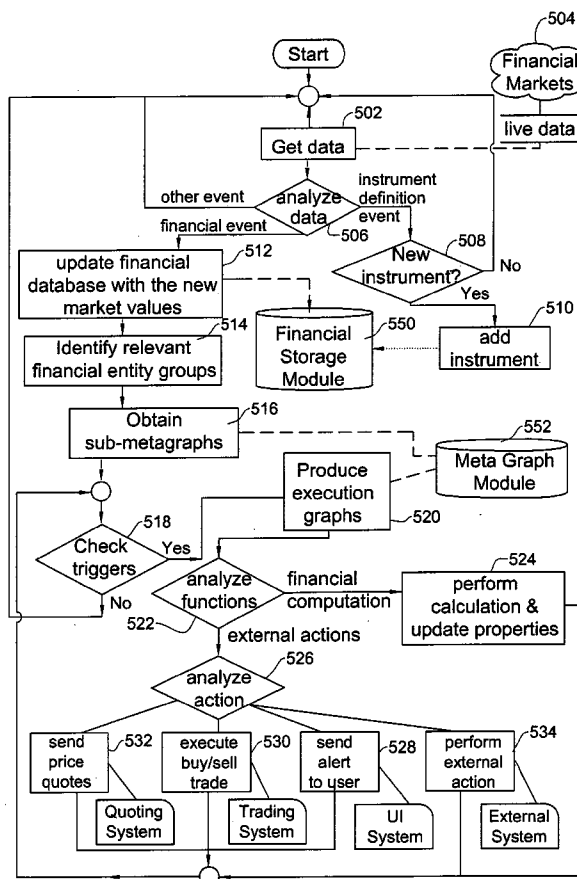 504
Start
Financial
Markets
502
live data
Get data
other event
analyze
data
instrument
definition
event
financial event
506
508
512
New
instrument?
No
update financial
database with the new
market values
Yes
510
514
550
Financial
Storage
Module
add
instrument
Identify relevant
financial entity groups
516
Obtain
sub-metagraphs
552
Meta Graph
Module
Produce
execution
graphs
518
520
Check
triggers
Yes
524
No
analyze
functions
financial
computation
perform
calculation &
update properties
522
external actions
526
analyze
action
send
price
quotes
532
execute
buy/sell
trade
530
send
alert
to user
528
perform
external
action
534
Quoting
System
Trading
System
UI
System
External
System